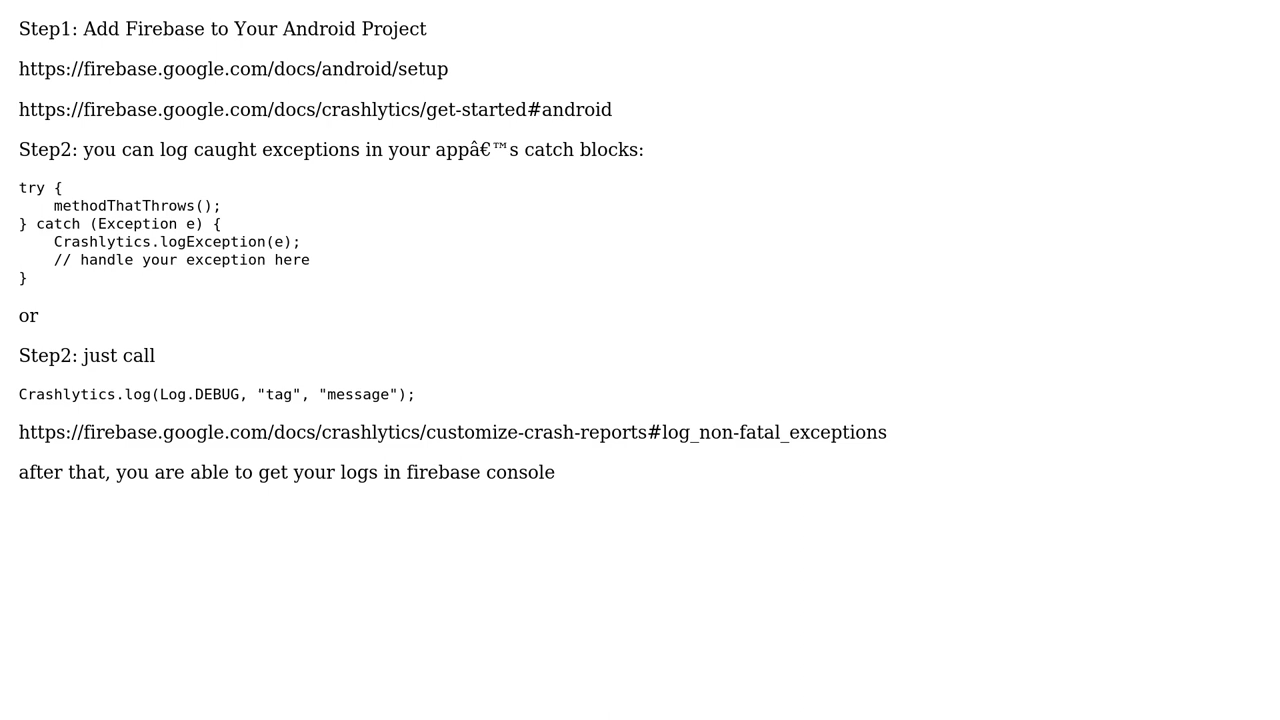 Step1: Add Firebase to Your Android Project
https://firebase.google.com/docs/android/setup
https://firebase.google.com/docs/crashlytics/get-started#android
Step2: you can log caught exceptions in your appâ€™s catch blocks:
try {
    methodThatThrows();
} catch (Exception e) {
    Crashlytics.logException(e);
    // handle your exception here
}
or
Step2: just call
Crashlytics.log(Log.DEBUG, "tag", "message");
https://firebase.google.com/docs/crashlytics/customize-crash-reports#log_non-fatal_exceptions
after that, you are able to get your logs in firebase console